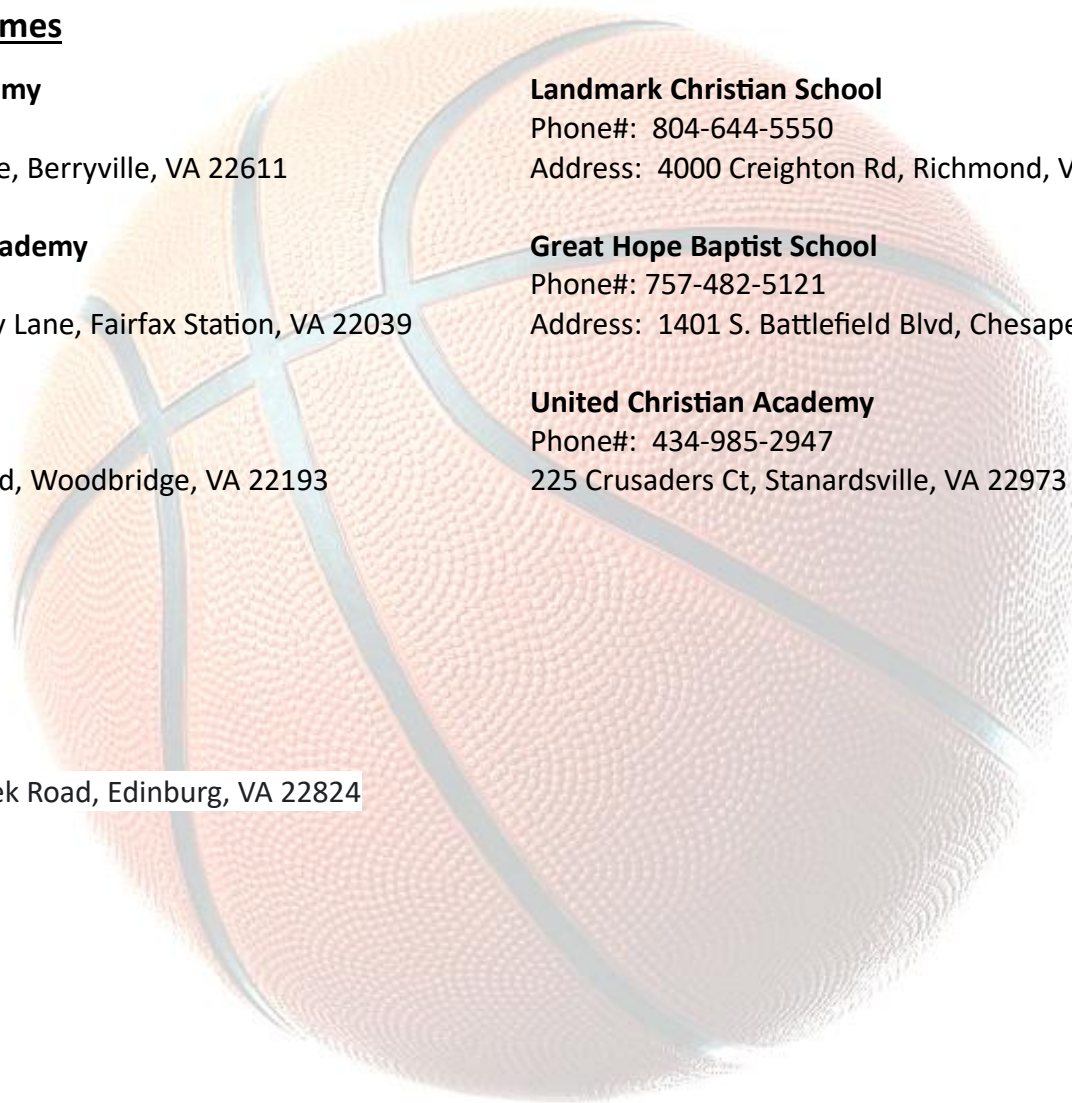 mes
my
e, Berryville, VA 22611
ademy
y Lane, Fairfax Station, VA 22039
d, Woodbridge, VA 22193
ek Road, Edinburg, VA 22824
Landmark Christian School
Phone#: 804-644-5550
Address: 4000 Creighton Rd, Richmond, V
Great Hope Baptist School
Phone#: 757-482-5121
Address: 1401 S. Battlefield Blvd, Chesape
United Christian Academy
Phone#: 434-985-2947
225 Crusaders Ct, Stanardsville, VA 22973